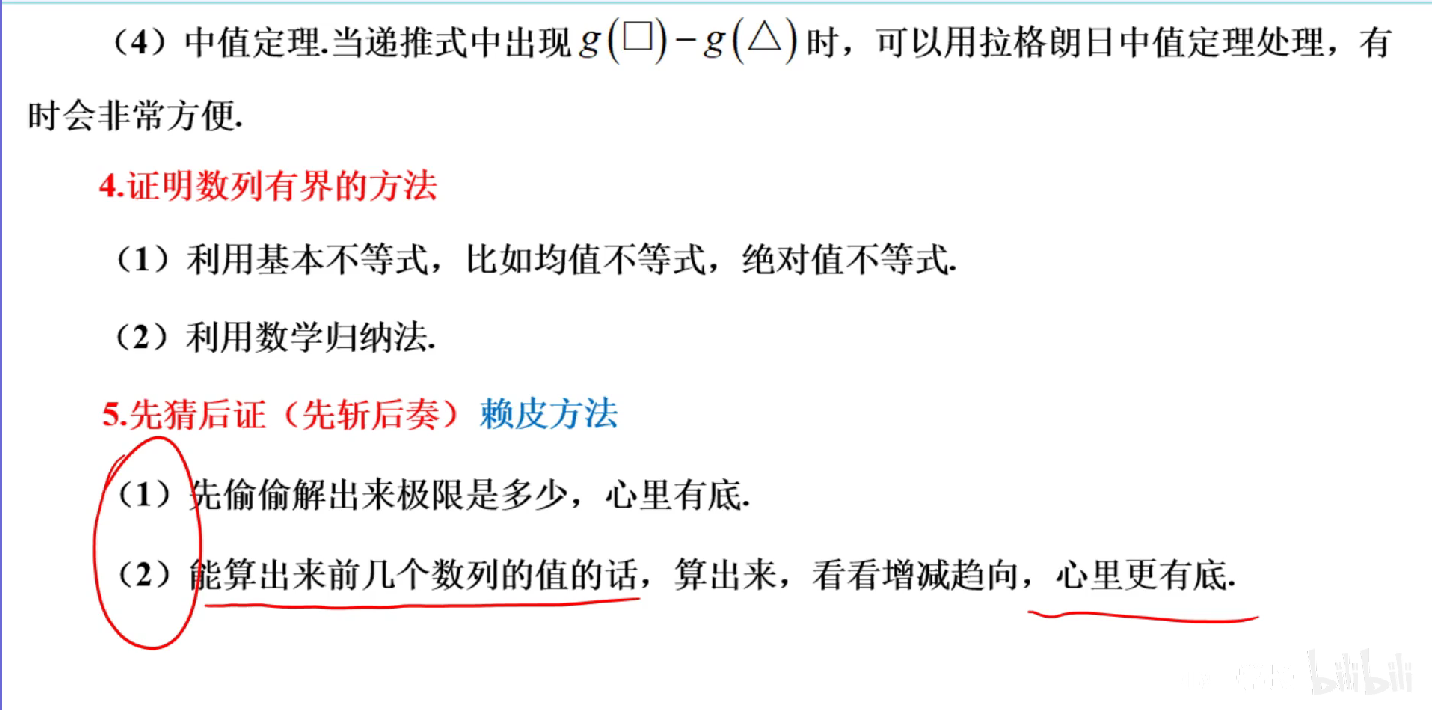 （4）中值定理.当递推式中出现g(□)−g(△)时，可以用拉格朗日中值定理处理，有
时会非常方便.
4.证明数列有界的方法
（1）利用基本不等式，比如均值不等式，绝对值不等式.
（2）利用数学归纳法.
5.先猜后证（先斩后奏）赖皮方法
（1）先偷偷解出来极限是多少，心里有底.
（2）能算出来前几个数列的值的话，算出来，看看增减趋向，心里更有底.
bilibili